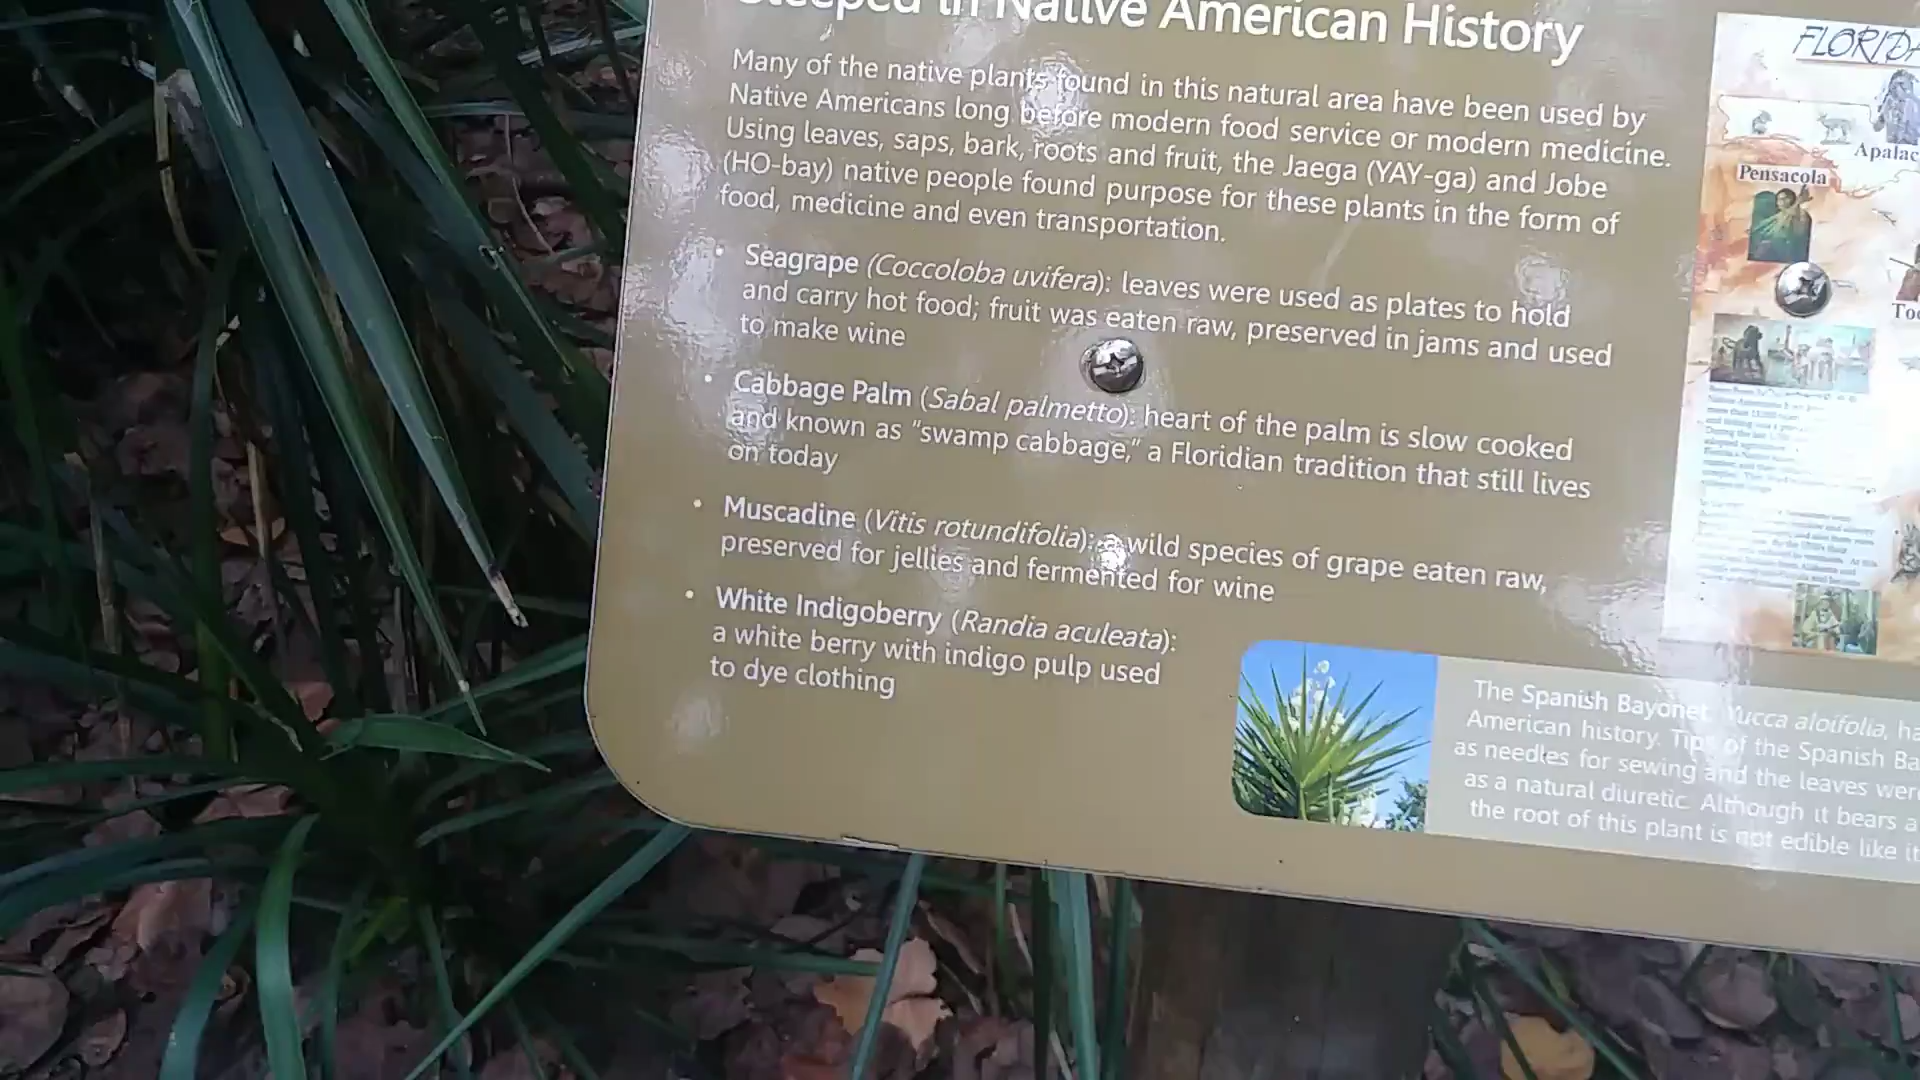 Steeped in Native American History
Many of the native plants found in this natural area have been used by
Native Americans long before modern food service or modern medicine.
Using leaves, saps, bark, roots and fruit, the Jaega (YAY-ga) and Jobe
(HO-bay) native people found purpose for these plants in the form of
food, medicine and even transportation.
• Seagrape (Coccoloba uvifera): leaves were used as plates to hold
and carry hot food; fruit was eaten raw, preserved in jams and used
to make wine
• Cabbage Palm (Sabal palmetto): heart of the palm is slow cooked
and known as “swamp cabbage,” a Floridian tradition that still lives
on today
• Muscadine (Vitis rotundifolia): a wild species of grape eaten raw,
preserved for jellies and fermented for wine
• White Indigoberry (Randia aculeata):
a white berry with indigo pulp used
to dye clothing
The Spanish Bayonet, Yucca aloifolia, ha
American history. Tips of the Spanish Ba
as needles for sewing and the leaves were
as a natural diuretic. Although it bears a
the root of this plant is not edible like it
FLORIDA
Apalac
Pensacola